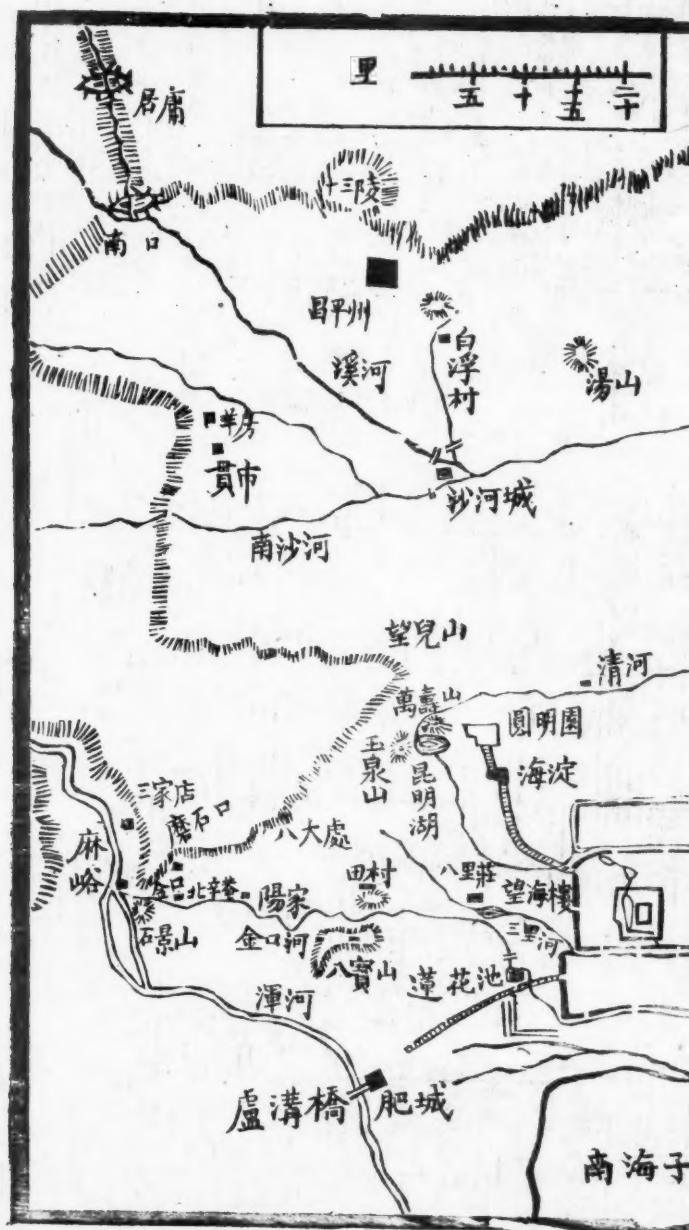 里
五 十 十五 二十
居庸
十三陵
南口
昌平州
白浮村
溪河
湯山
羊房
貫市
沙河城
南沙河
望兒山
清河
萬壽山
圓明園
玉泉山
昆明湖
海淀
三家店
磨石口
八大處
麻峪
田村
八里莊
望海樓
金口
北辛菴
陽家
三里河
石景山
金口河
八寶山
蓮花池
渾河
盧溝橋
肥城
南海子